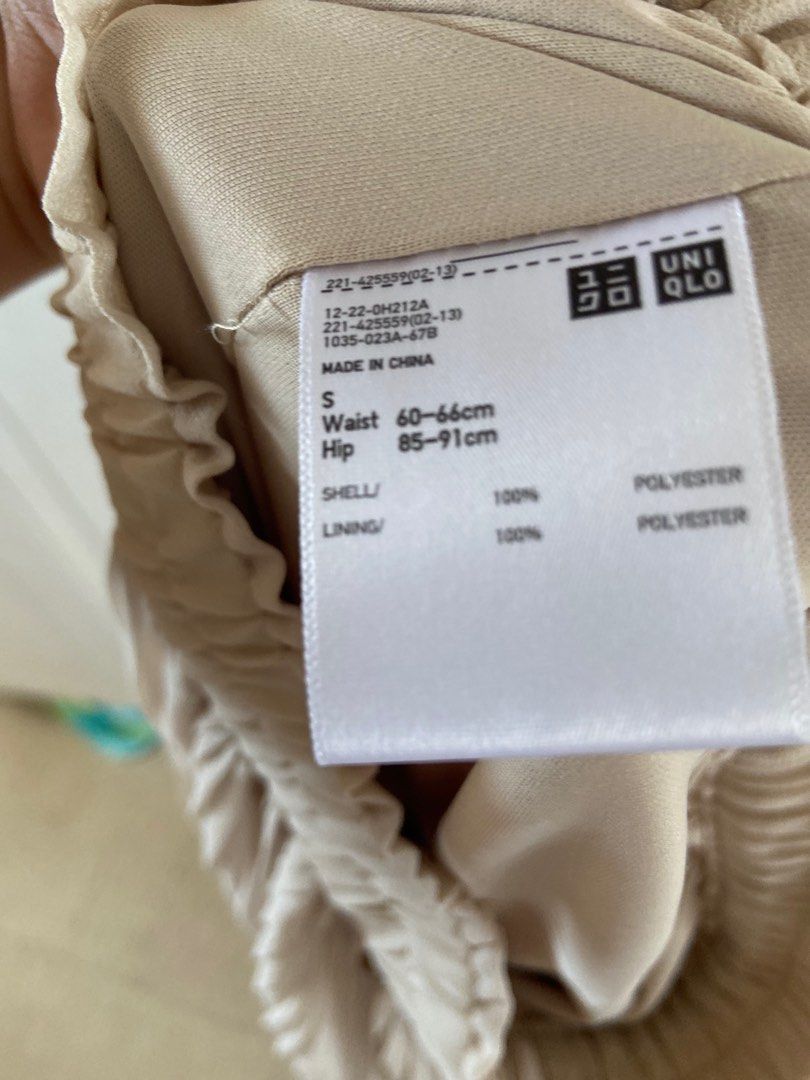 221-425559(02-13)
ユニ
クロ
UNI
QLO
12-22-0H212A
221-425559(02-13)
1035-023A-67B
MADE IN CHINA
S
Waist 60-66cm
Hip 85-91cm
SHELL/ 100% POLYESTER
LINING/ 100% POLYESTER